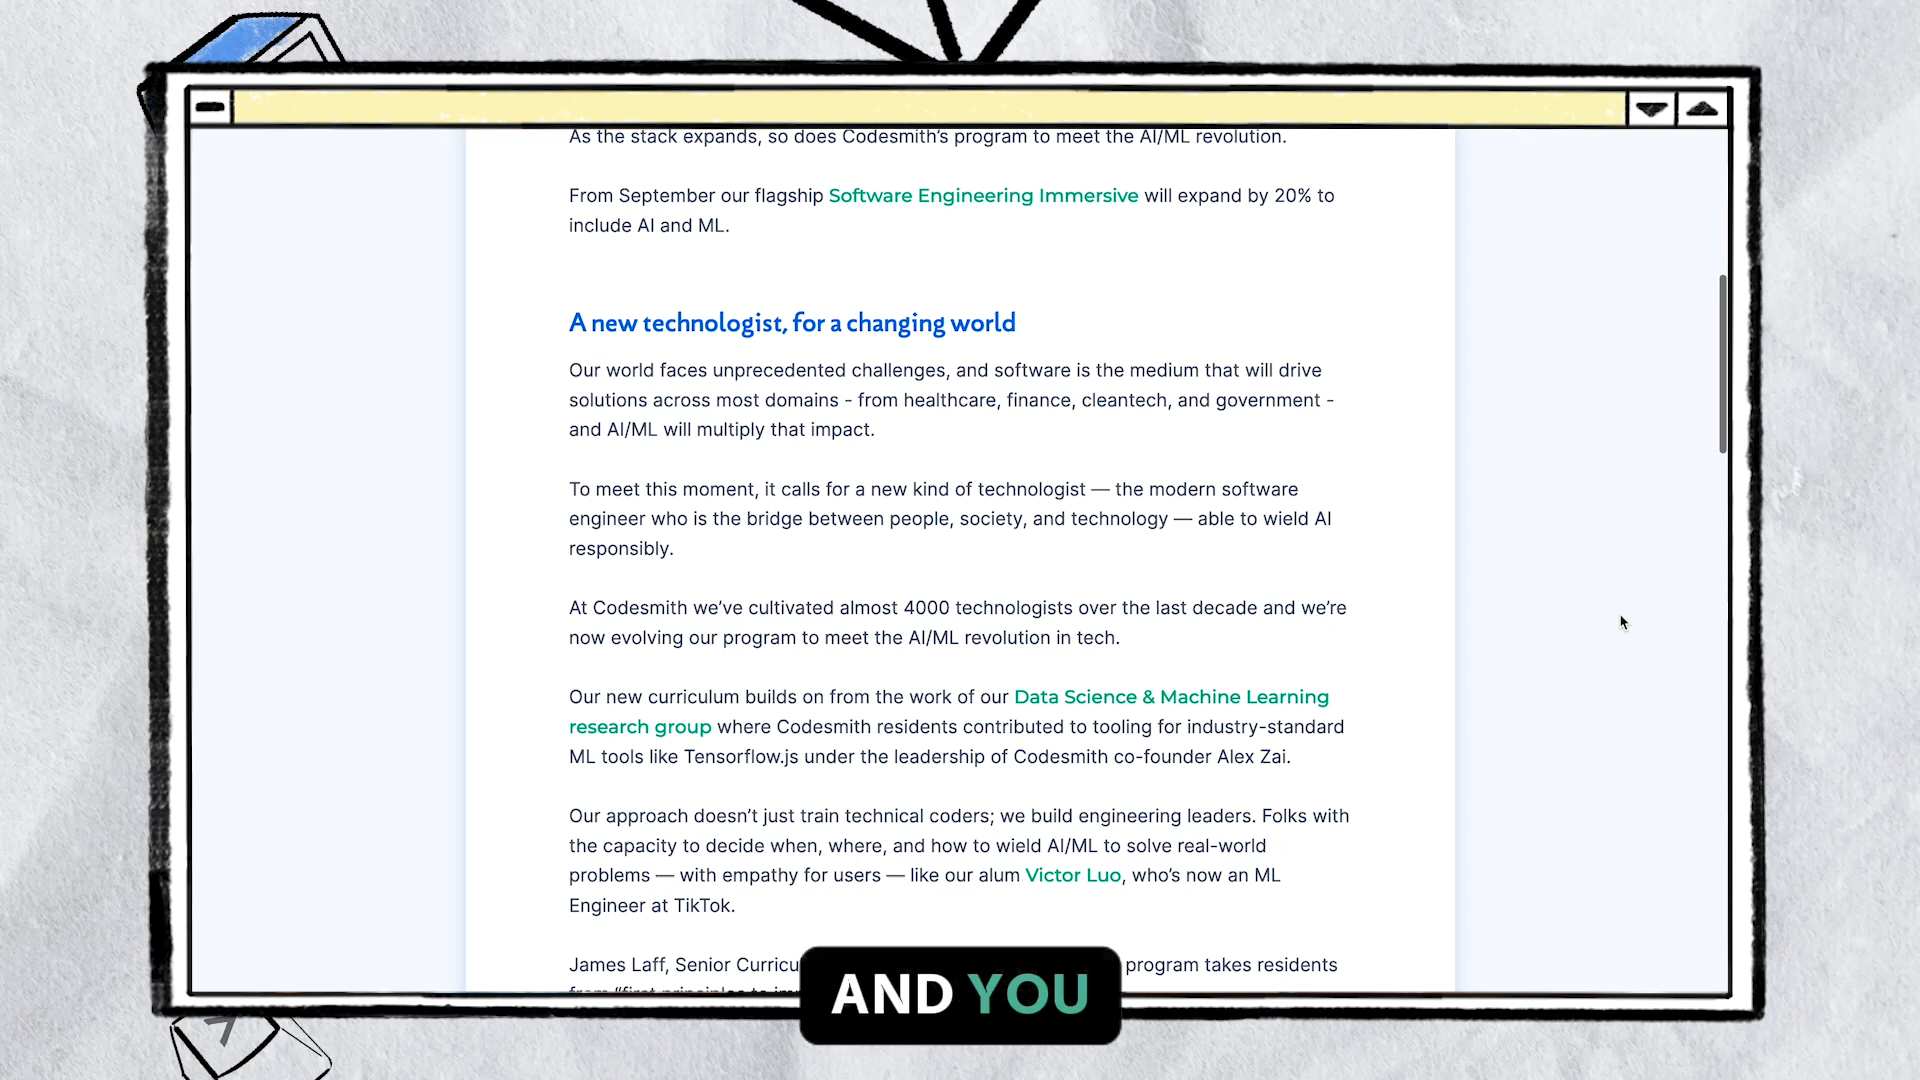 As the stack expands, so does Codesmith's program to meet the AI/ML revolution.
From September our flagship Software Engineering Immersive will expand by 20% to
include AI and ML.
A new technologist, for a changing world
Our world faces unprecedented challenges, and software is the medium that will drive
solutions across most domains - from healthcare, finance, cleantech, and government -
and AI/ML will multiply that impact.
To meet this moment, it calls for a new kind of technologist — the modern software
engineer who is the bridge between people, society, and technology — able to wield AI
responsibly.
At Codesmith we've cultivated almost 4000 technologists over the last decade and we're
now evolving our program to meet the AI/ML revolution in tech.
Our new curriculum builds on from the work of our Data Science & Machine Learning
research group where Codesmith residents contributed to tooling for industry-standard
ML tools like Tensorflow.js under the leadership of Codesmith co-founder Alex Zai.
Our approach doesn't just train technical coders; we build engineering leaders. Folks with
the capacity to decide when, where, and how to wield AI/ML to solve real-world
problems — with empathy for users — like our alum Victor Luo, who's now an ML
Engineer at TikTok.
James Laff, Senior program takes residents
AND YOU
7